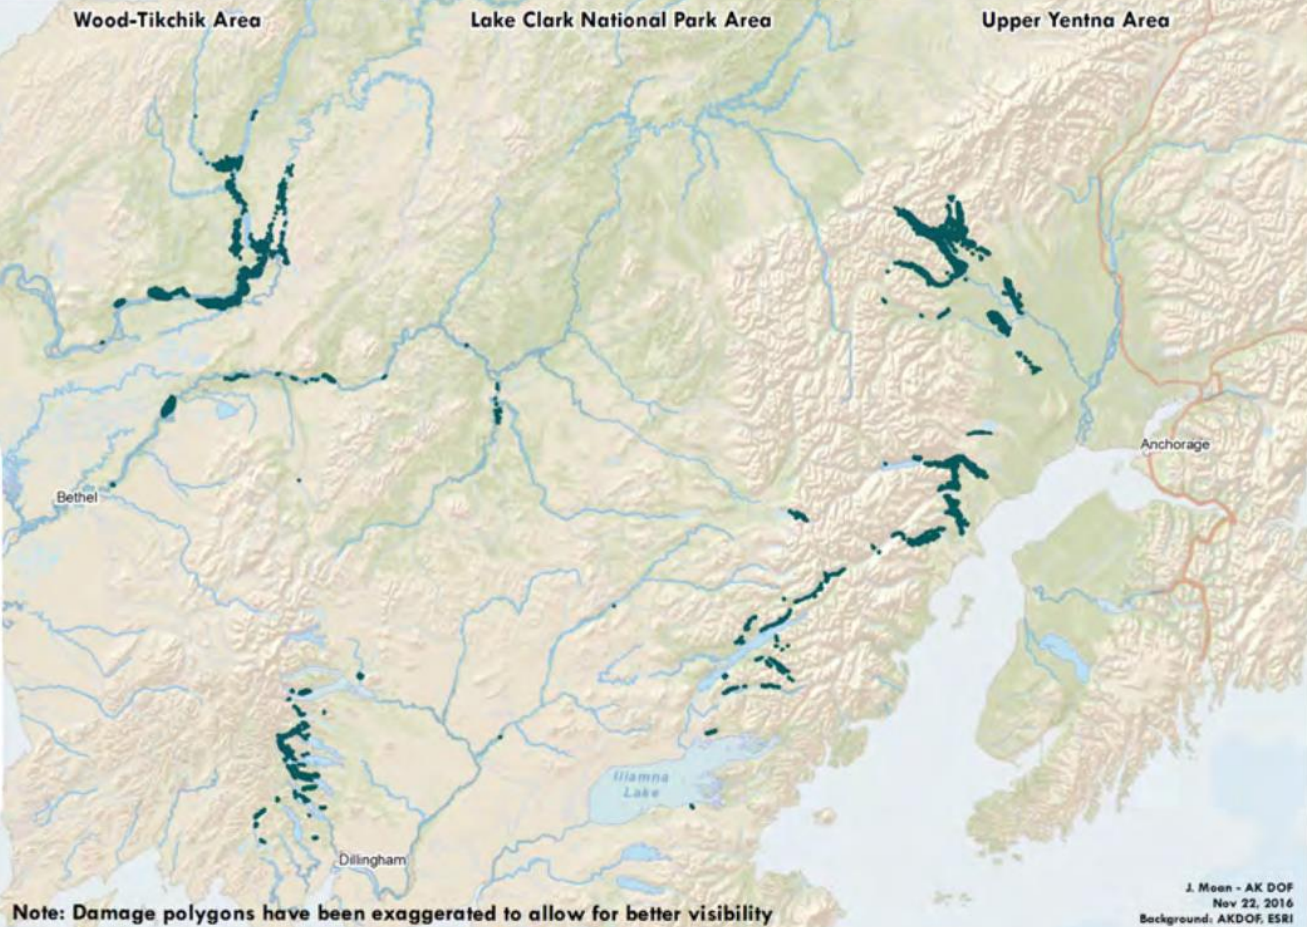 Wood-Tikchik Area
Lake Clark National Park Area
Upper Yentna Area
Anchorage
Bethel
Iliamna
Lake
Dillingham
J. Moan - AK DOF
Nov 22, 2016
Note: Damage polygons have been exaggerated to allow for better visibility
Background: AKDOF, ESRI